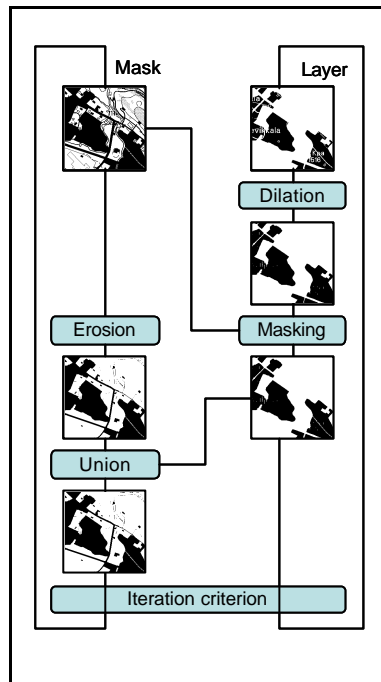 Mask
Layer
Dilation
Erosion
Masking
Union
Iteration criterion